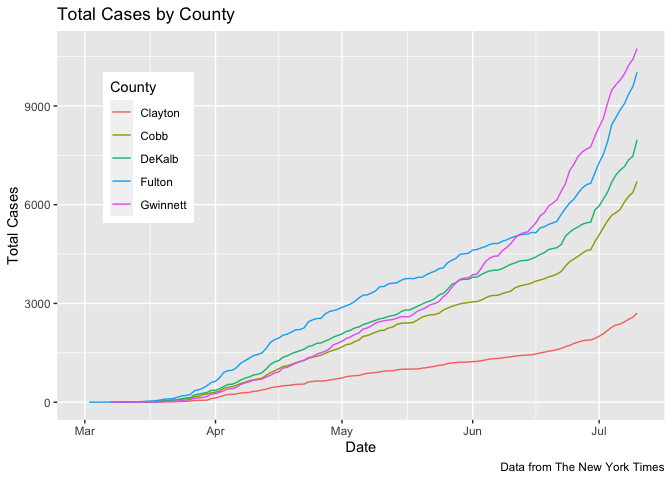 Total Cases by County
Total Cases
9000
6000
3000
0
County
Clayton
Cobb
DeKalb
Fulton
Gwinnett
Mar Apr May Jun Jul
Date
Data from The New York Times